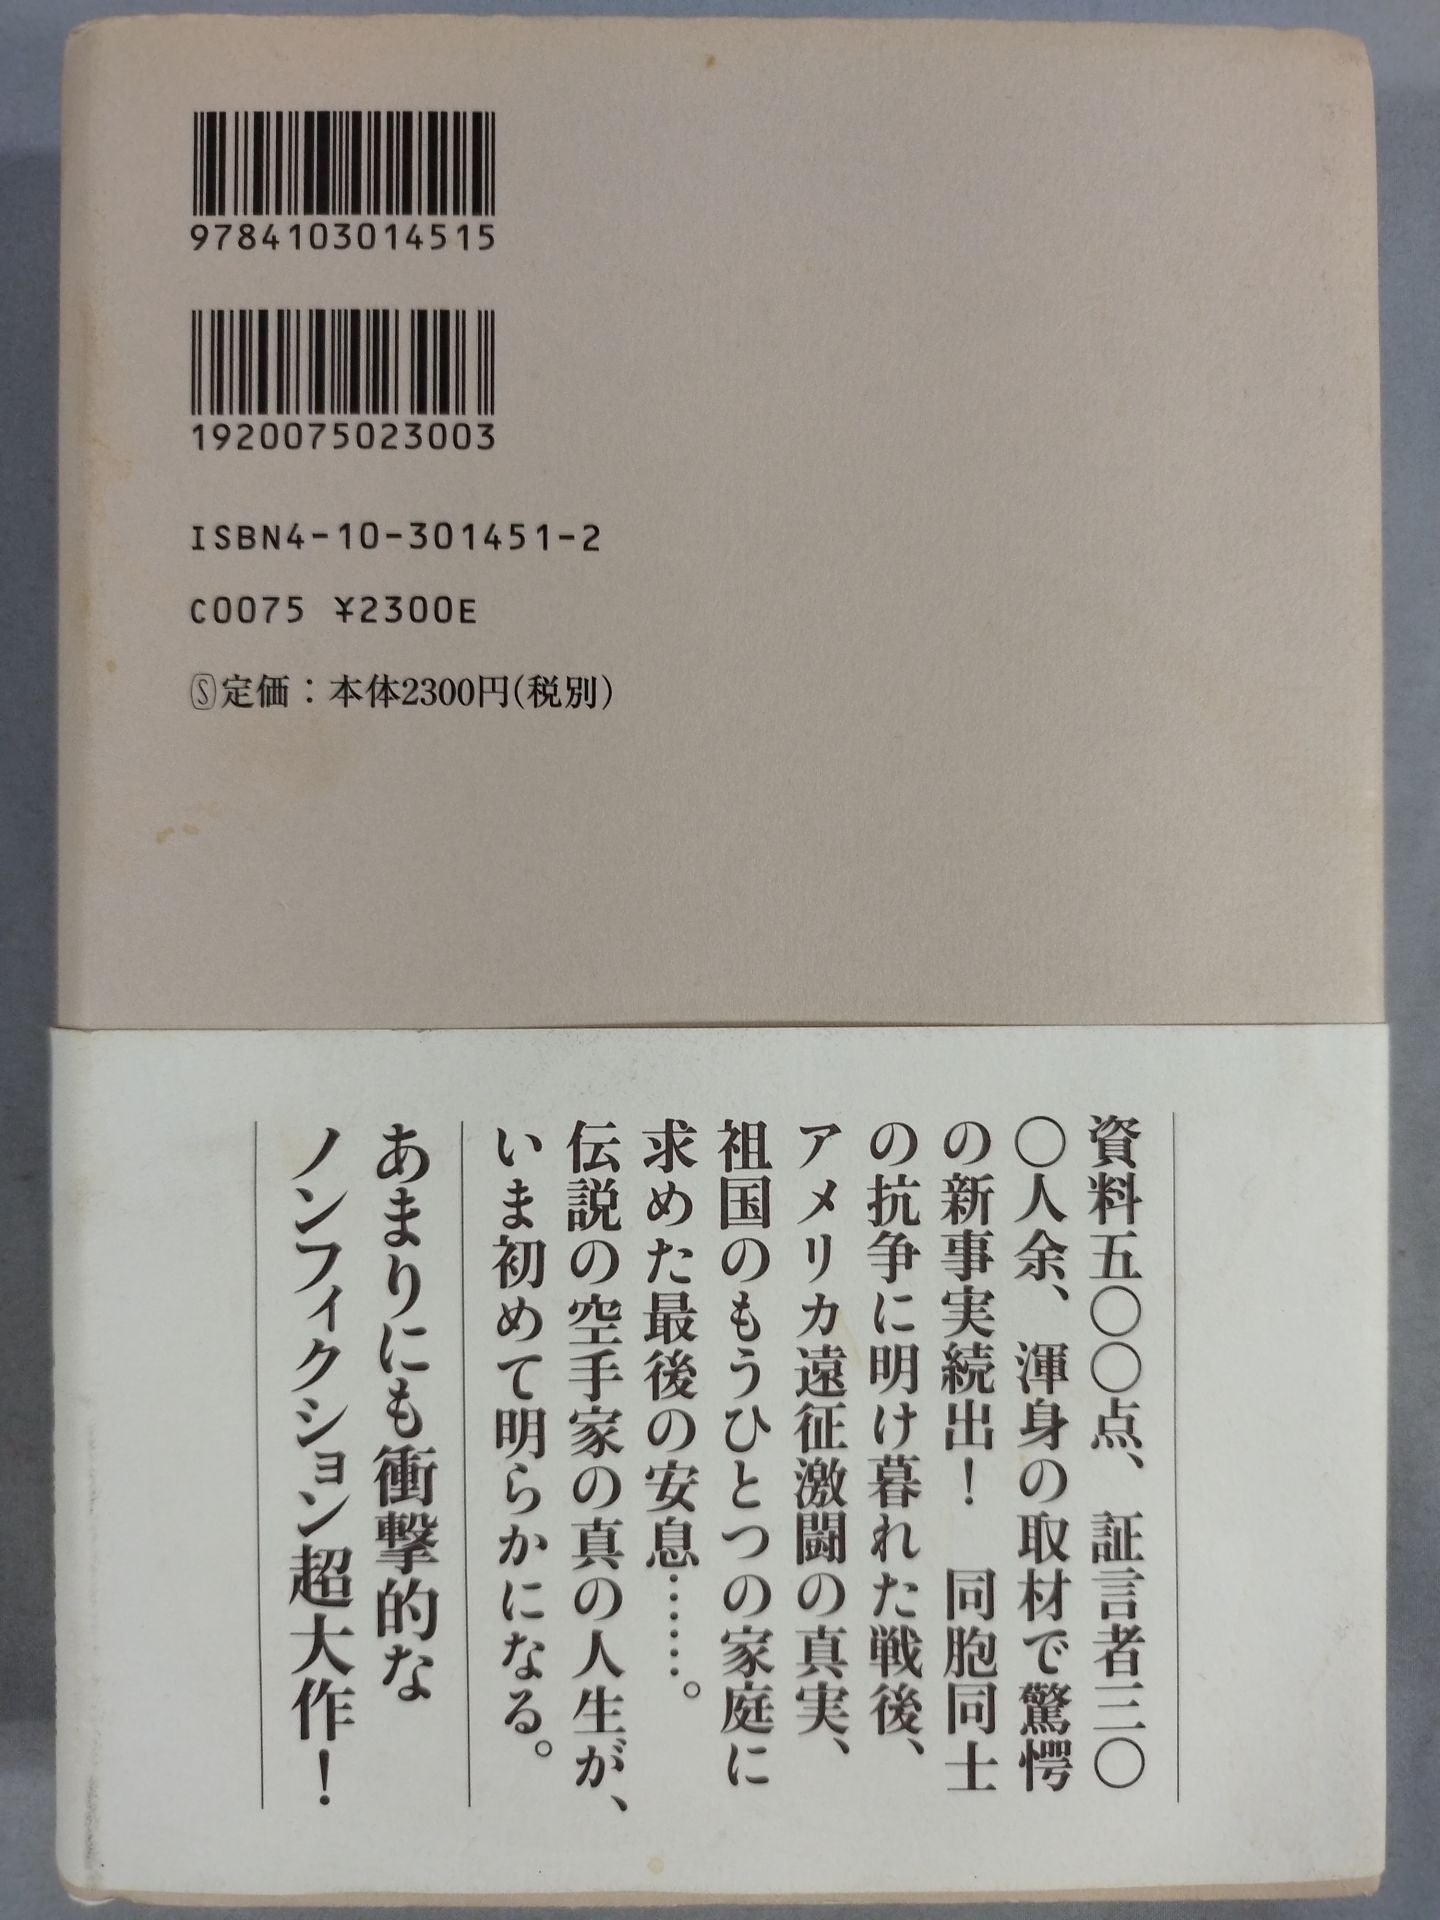 9784103014515
1920075023003
ISBN4-10-301451-2
C0075 ¥2300E
Ⓢ定価：本体2300円(税別)
資料五〇〇点、証言者三〇
〇人余、渾身の取材で驚愕
の新事実続出！　同胞同士
の抗争に明け暮れた戦後、
アメリカ遠征激闘の真実、
祖国のもうひとつの家庭に
求めた最後の安息……。
伝説の空手家の真の人生が、
いま初めて明らかになる。
あまりにも衝撃的な
ノンフィクション超大作！